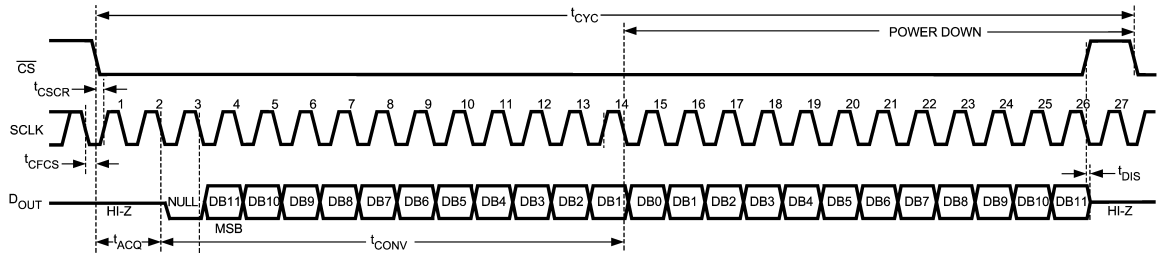 tCYC
POWER DOWN
CS
tCSCR
1 2 3 4 5 6 7 8 9 10 11 12 13 14 15 16 17 18 19 20 21 22 23 24 25 26 27
SCLK
tCFCS
tDIS
DOUT
HI-Z
NULL DB11 DB10 DB9 DB8 DB7 DB6 DB5 DB4 DB3 DB2 DB1 DB0 DB1 DB2 DB3 DB4 DB5 DB6 DB7 DB8 DB9 DB10 DB11
HI-Z
MSB
tACQ
tCONV